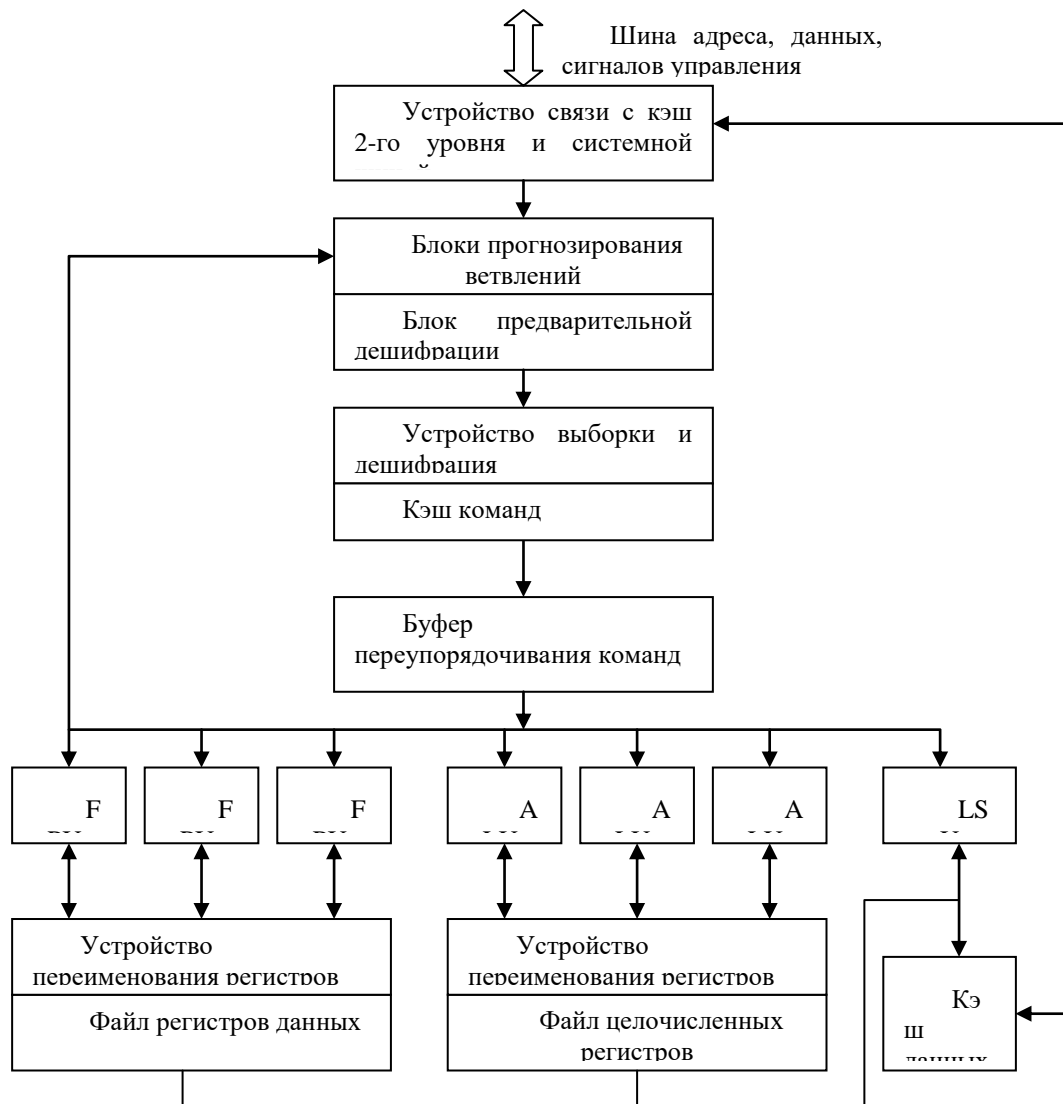 Шина адреса, данных,
сигналов управления
Устройство связи с кэш
2-го уровня и системной
Блоки прогнозирования
ветвлений
Блок предварительной
дешифрации
Устройство выборки и
дешифрация
Кэш команд
Буфер
переупорядочивания команд
F
F
F
A
A
A
LS
Устройство
переименования регистров
Файл регистров данных
Устройство
переименования регистров
Файл целочисленных
регистров
Кэ
ш
данных